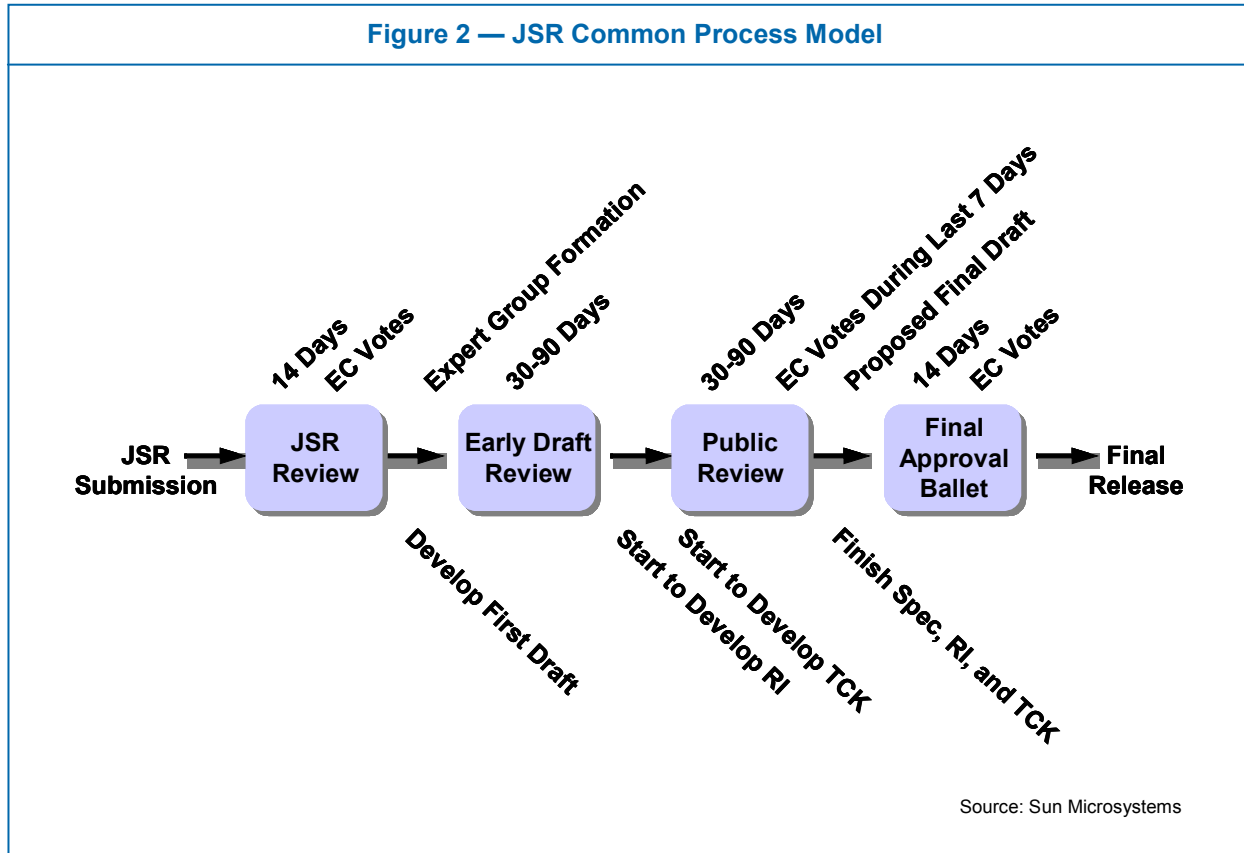 Figure 2 — JSR Common Process Model
14 Days
EC Votes
Expert Group Formation
30-90 Days
30-90 Days
EC Votes During Last 7 Days
Proposed Final Draft
14 Days
EC Votes
JSR
Submission
JSR
Review
Early Draft
Review
Public
Review
Final
Approval
Ballet
Final
Release
Develop First Draft
Start to Develop RI
Start to Develop TCK
Finish Spec, RI, and TCK
Source: Sun Microsystems